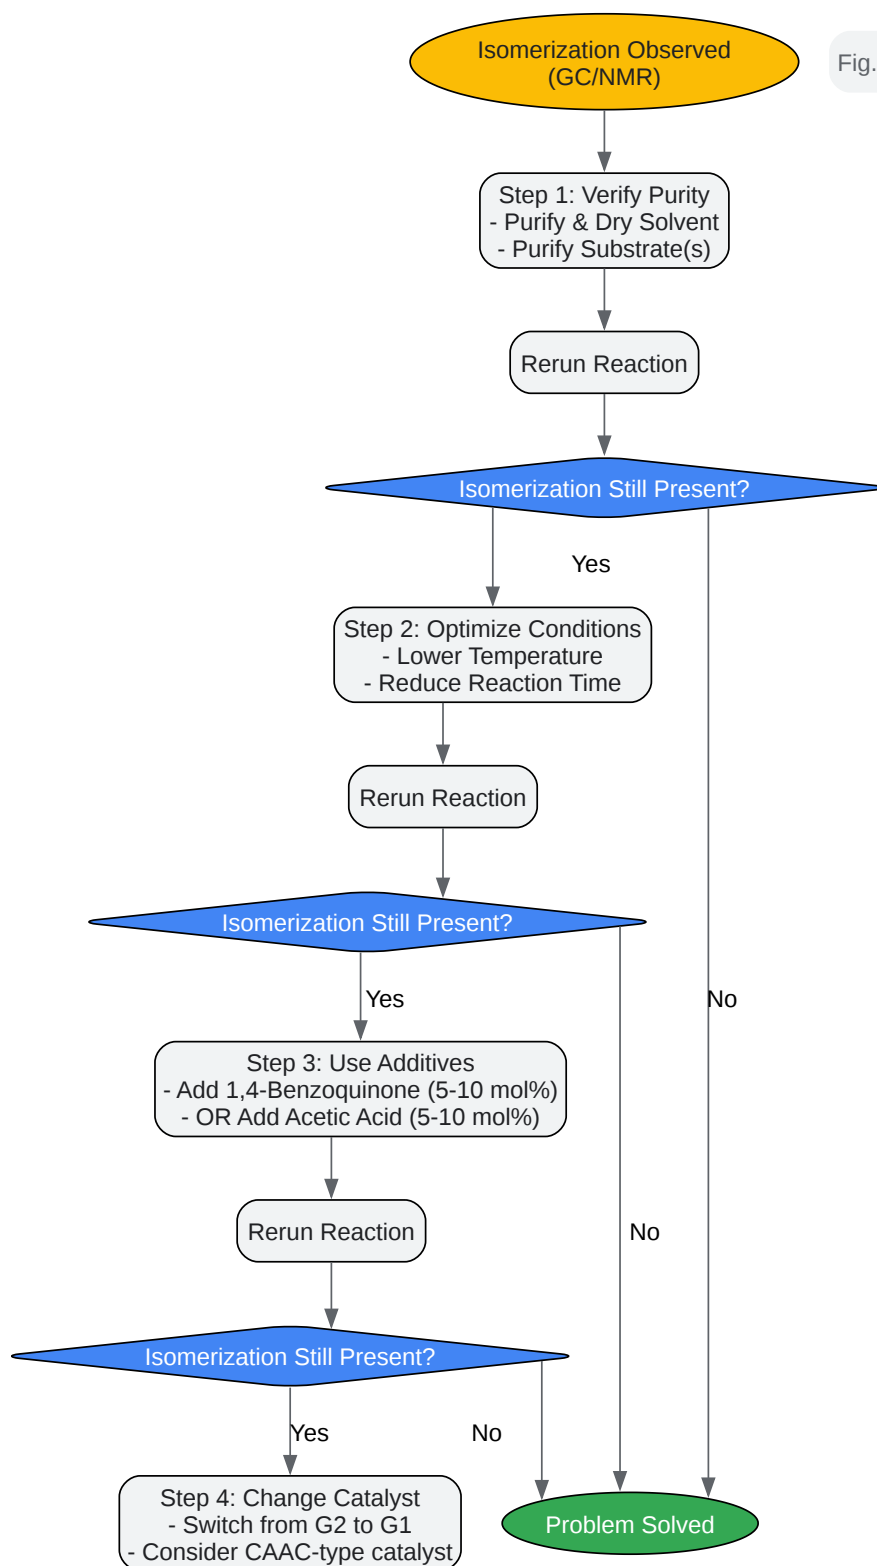 Isomerization Observed
(GC/NMR)
Fig.
Step 1: Verify Purity
- Purify & Dry Solvent
- Purify Substrate(s)
Rerun Reaction
Isomerization Still Present?
Yes
Step 2: Optimize Conditions
- Lower Temperature
- Reduce Reaction Time
Rerun Reaction
Isomerization Still Present?
Yes
No
Step 3: Use Additives
- Add 1,4-Benzoquinone (5-10 mol%)
- OR Add Acetic Acid (5-10 mol%)
Rerun Reaction
No
Isomerization Still Present?
Yes
No
Step 4: Change Catalyst
- Switch from G2 to G1
- Consider CAAC-type catalyst
Problem Solved